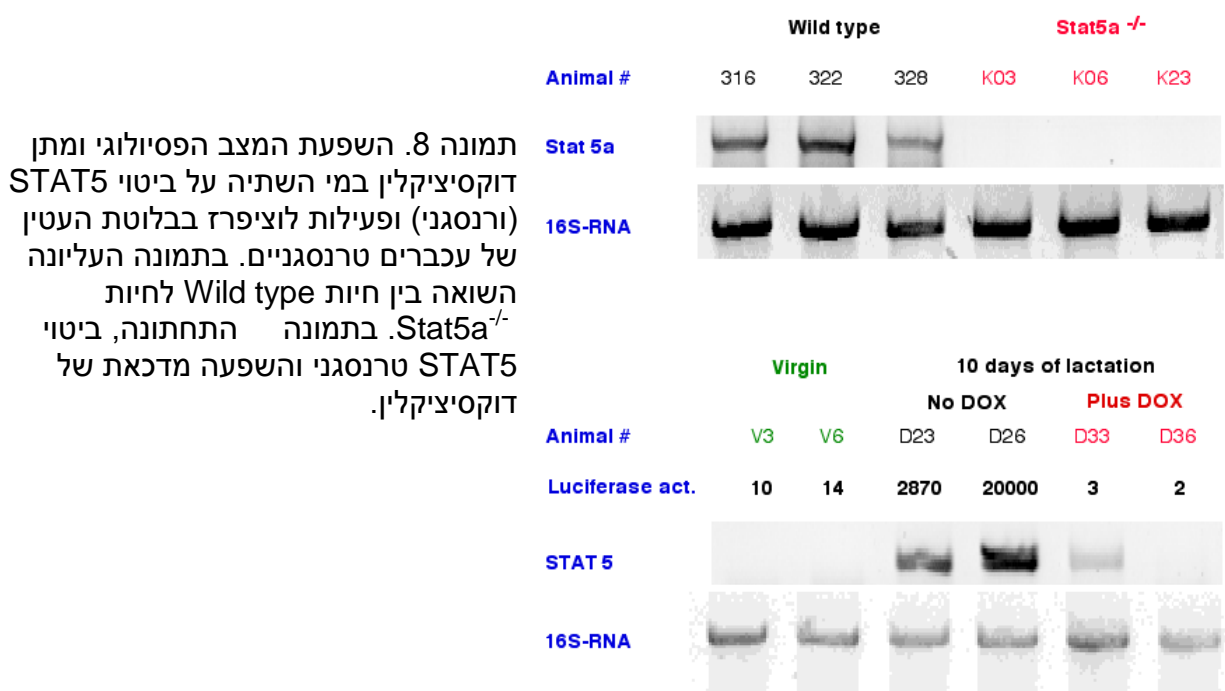 תמונה 8. השפעת המצב הפסיולוגי ומתן
דוקסיציקלין במי השתיה על ביטוי STAT5
(ורנסגני) ופעילות לוציפרז בבלוטת העטין
של עכברים טרנסגניים. בתמונה העליונה
השואה בין חיות Wild type לחיות
Stat5a-/-. בתמונה התחתונה, ביטוי
STAT5 טרנסגני והשפעה מדכאת של
דוקסיציקלין.
Wild type Stat5a -/-
Animal # 316 322 328 K03 K06 K23
Stat 5a
16S-RNA
Virgin 10 days of lactation
No DOX Plus DOX
Animal # V3 V6 D23 D26 D33 D36
Luciferase act. 10 14 2870 20000 3 2
STAT 5
16S-RNA